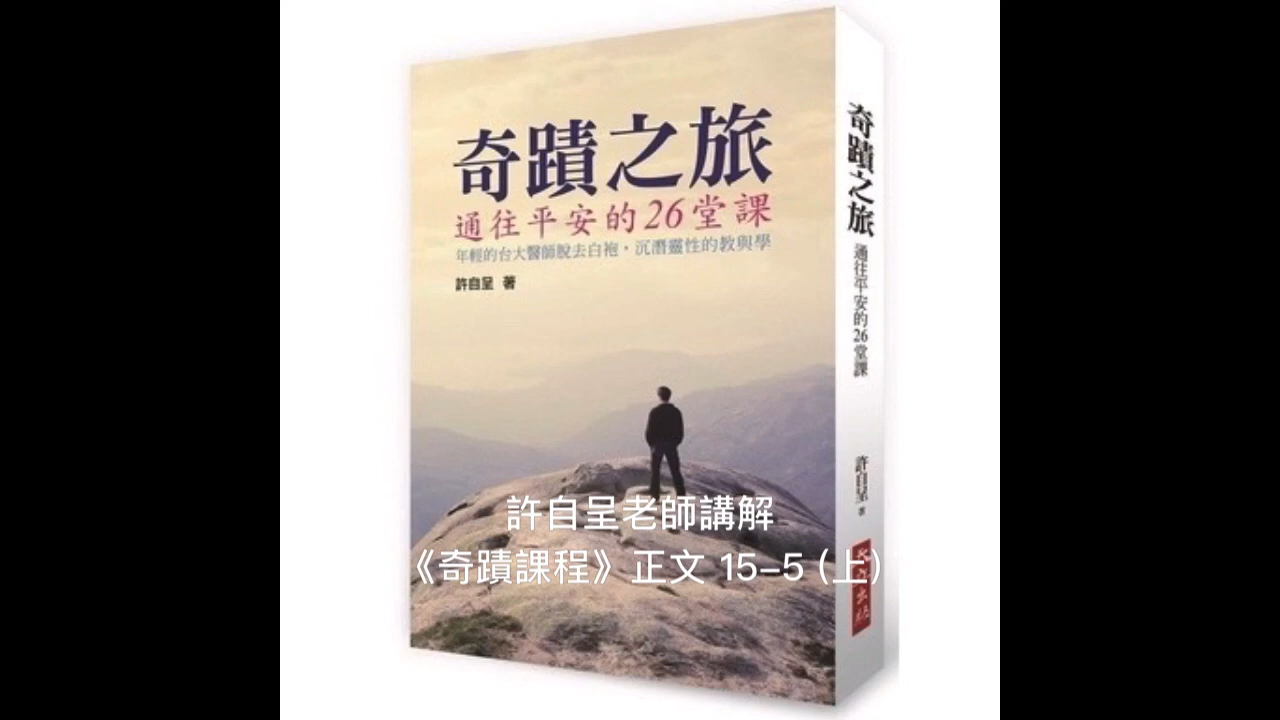 奇蹟之旅
通往平安的26堂課
年輕的台大醫師脫去白袍，沉潛靈性的教與學
許自呈 著
許自呈老師講解
《奇蹟課程》正文 15-5 (上)
奇蹟之旅
通往平安的26堂課
許自呈 著